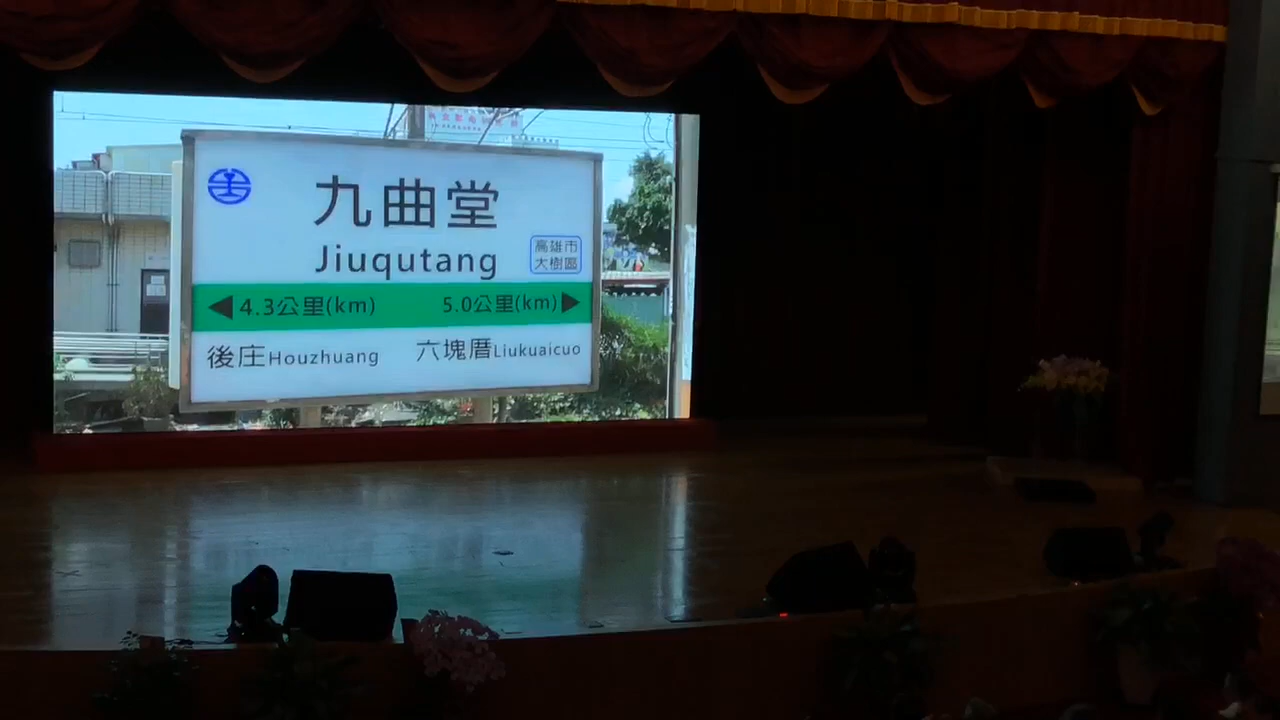 九曲堂
Jiuqutang
高雄市
大樹區
4.3公里(km) 5.0公里(km)
後庄Houzhuang 六塊厝Liukuaicuo